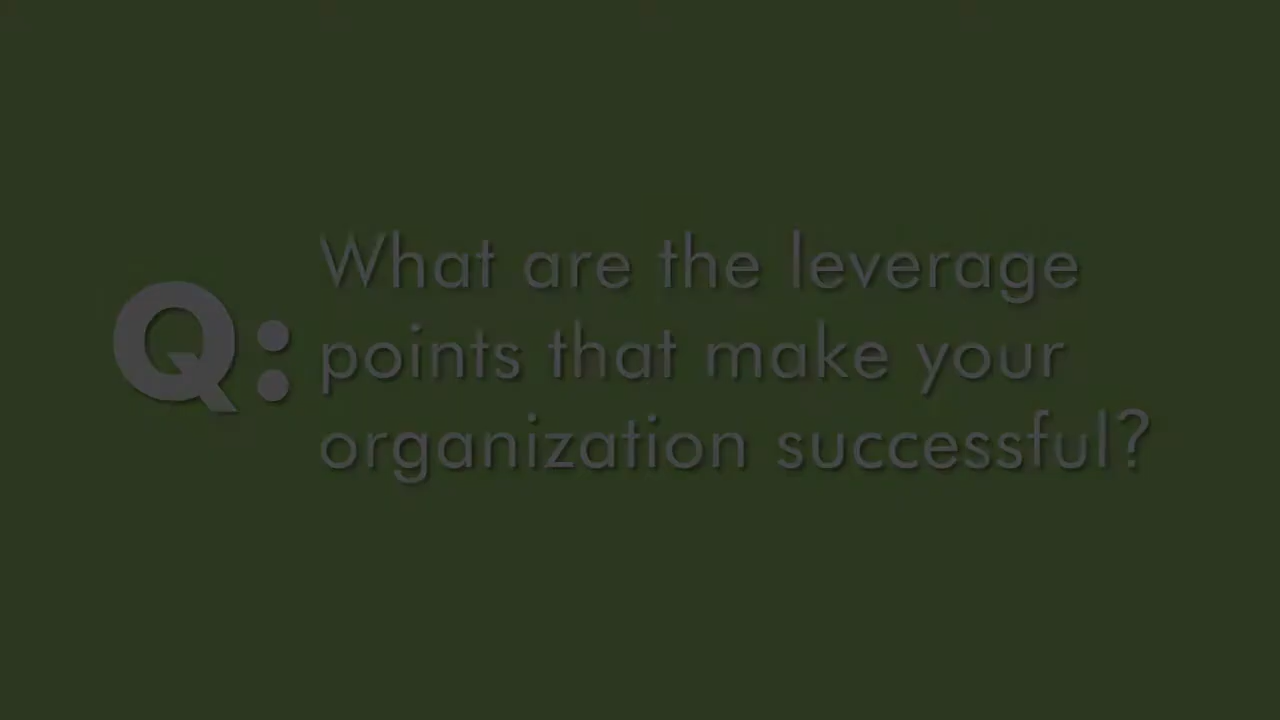 Q: What are the leverage
points that make your
organization successful?